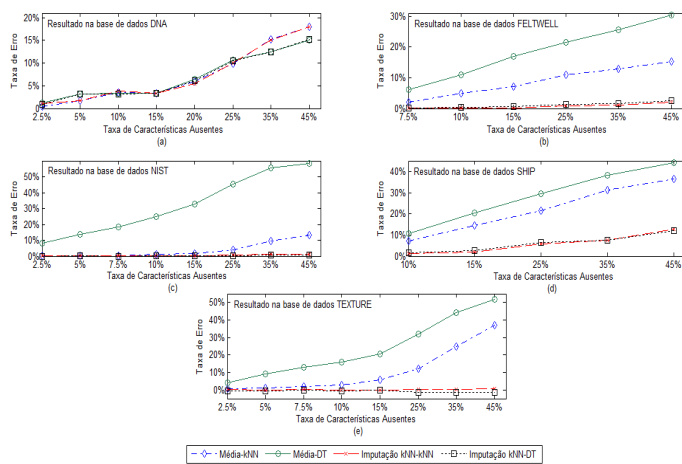 Resultado na base de dados DNA
Taxa de Erro
20%
15%
10%
5%
0
2.5%
5%
10%
15%
20%
25%
35%
45%
Taxa de Características Ausentes
(a)
Resultado na base de dados FELTWELL
Taxa de Erro
30%
20%
10%
0
7.5%
10%
15%
25%
35%
45%
Taxa de Características Ausentes
(b)
Resultado na base de dados NIST
Taxa de Erro
50%
40%
30%
20%
10%
0%
2.5%
5%
7.5%
10%
15%
25%
35%
45%
Taxa de Características Ausentes
(c)
Resultado na base de dados SHIP
Taxa de Erro
40%
30%
20%
10%
0
10%
15%
25%
35%
45%
Taxa de Características Ausentes
(d)
Resultado na base de dados TEXTURE
Taxa de Erro
50%
40%
30%
20%
10%
0%
2.5%
5%
7.5%
10%
15%
25%
35%
45%
Taxa de Características Ausentes
(e)
Média-kNN Média-DT Imputação kNN-kNN Imputação kNN-DT